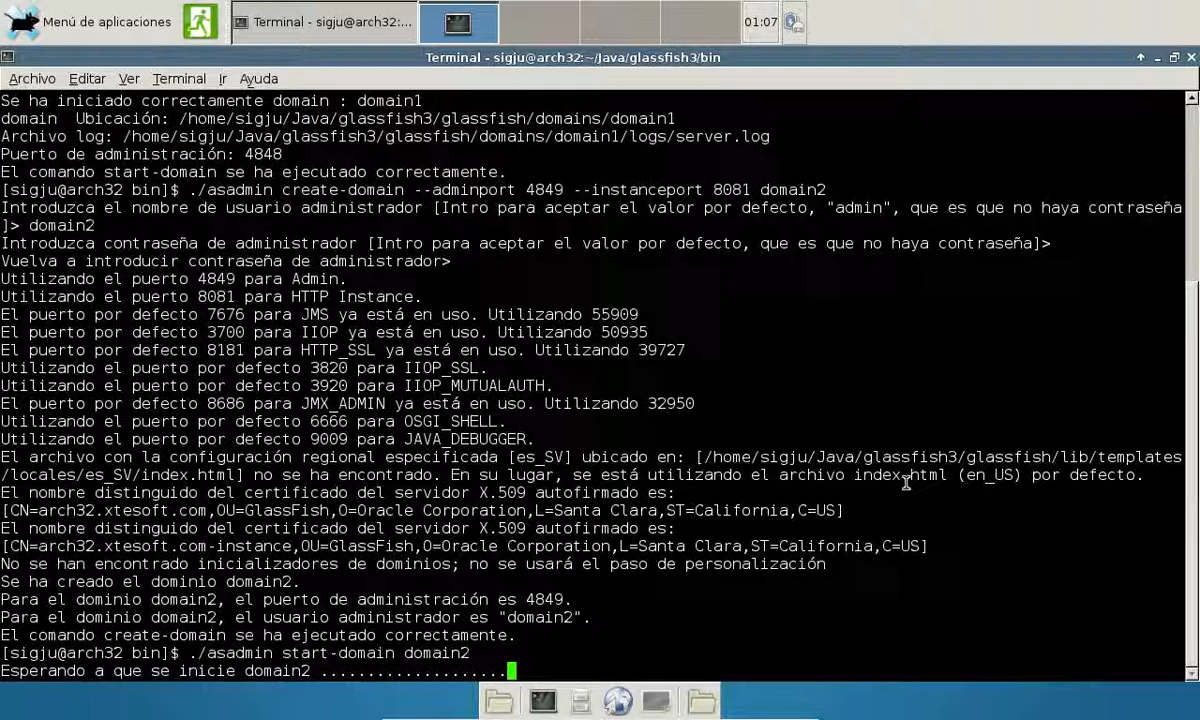 Menú de aplicaciones
Terminal - sigju@arch32:...
01:07
Terminal - sigju@arch32:~/Java/glassfish3/bin
Archivo Editar Ver Terminal Ir Ayuda
Se ha iniciado correctamente domain : domain1
domain  Ubicación: /home/sigju/Java/glassfish3/glassfish/domains/domain1
Archivo log: /home/sigju/Java/glassfish3/glassfish/domains/domain1/logs/server.log
Puerto de administración: 4848
El comando start-domain se ha ejecutado correctamente.
[sigju@arch32 bin]$ ./asadmin create-domain --adminport 4849 --instanceport 8081 domain2
Introduzca el nombre de usuario administrador [Intro para aceptar el valor por defecto, "admin", que es que no haya contraseña
]> domain2
Introduzca contraseña de administrador [Intro para aceptar el valor por defecto, que es que no haya contraseña]>
Vuelva a introducir contraseña de administrador>
Utilizando el puerto 4849 para Admin.
Utilizando el puerto 8081 para HTTP Instance.
El puerto por defecto 7676 para JMS ya está en uso. Utilizando 55909
El puerto por defecto 3700 para IIOP ya está en uso. Utilizando 50935
El puerto por defecto 8181 para HTTP_SSL ya está en uso. Utilizando 39727
Utilizando el puerto por defecto 3820 para IIOP_SSL.
Utilizando el puerto por defecto 3920 para IIOP_MUTUALAUTH.
El puerto por defecto 8686 para JMX_ADMIN ya está en uso. Utilizando 32950
Utilizando el puerto por defecto 6666 para OSGI_SHELL.
Utilizando el puerto por defecto 9009 para JAVA_DEBUGGER.
El archivo con la configuración regional especificada [es_SV] ubicado en: [/home/sigju/Java/glassfish3/glassfish/lib/templates
/locales/es_SV/index.html] no se ha encontrado. En su lugar, se está utilizando el archivo index.html (en_US) por defecto.
El nombre distinguido del certificado del servidor X.509 autofirmado es:
[CN=arch32.xtesoft.com,OU=GlassFish,O=Oracle Corporation,L=Santa Clara,ST=California,C=US]
El nombre distinguido del certificado del servidor X.509 autofirmado es:
[CN=arch32.xtesoft.com-instance,OU=GlassFish,O=Oracle Corporation,L=Santa Clara,ST=California,C=US]
No se han encontrado inicializadores de dominios; no se usará el paso de personalización
Se ha creado el dominio domain2.
Para el dominio domain2, el puerto de administración es 4849.
Para el dominio domain2, el usuario administrador es "domain2".
El comando create-domain se ha ejecutado correctamente.
[sigju@arch32 bin]$ ./asadmin start-domain domain2
Esperando a que se inicie domain2 ....................